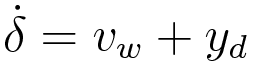 δ̇ = v_w + y_d